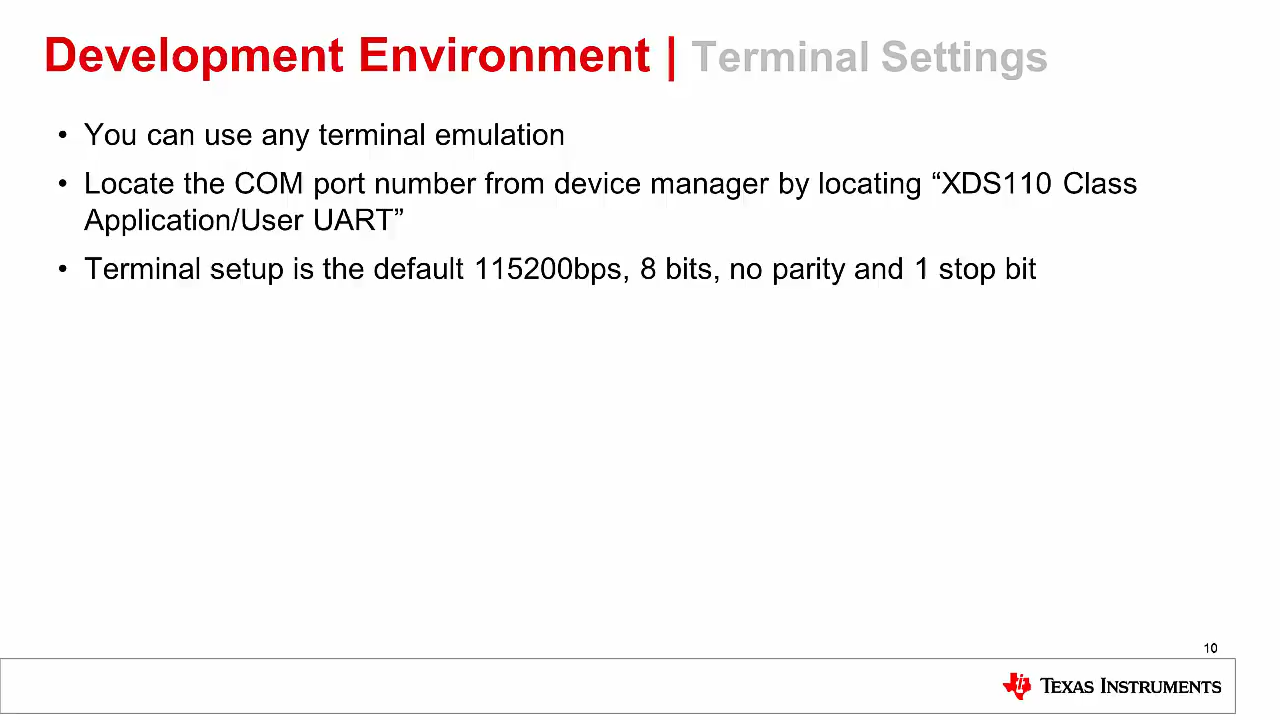 Development Environment | Terminal Settings
• You can use any terminal emulation
• Locate the COM port number from device manager by locating “XDS110 Class
Application/User UART”
• Terminal setup is the default 115200bps, 8 bits, no parity and 1 stop bit
10
TEXAS INSTRUMENTS